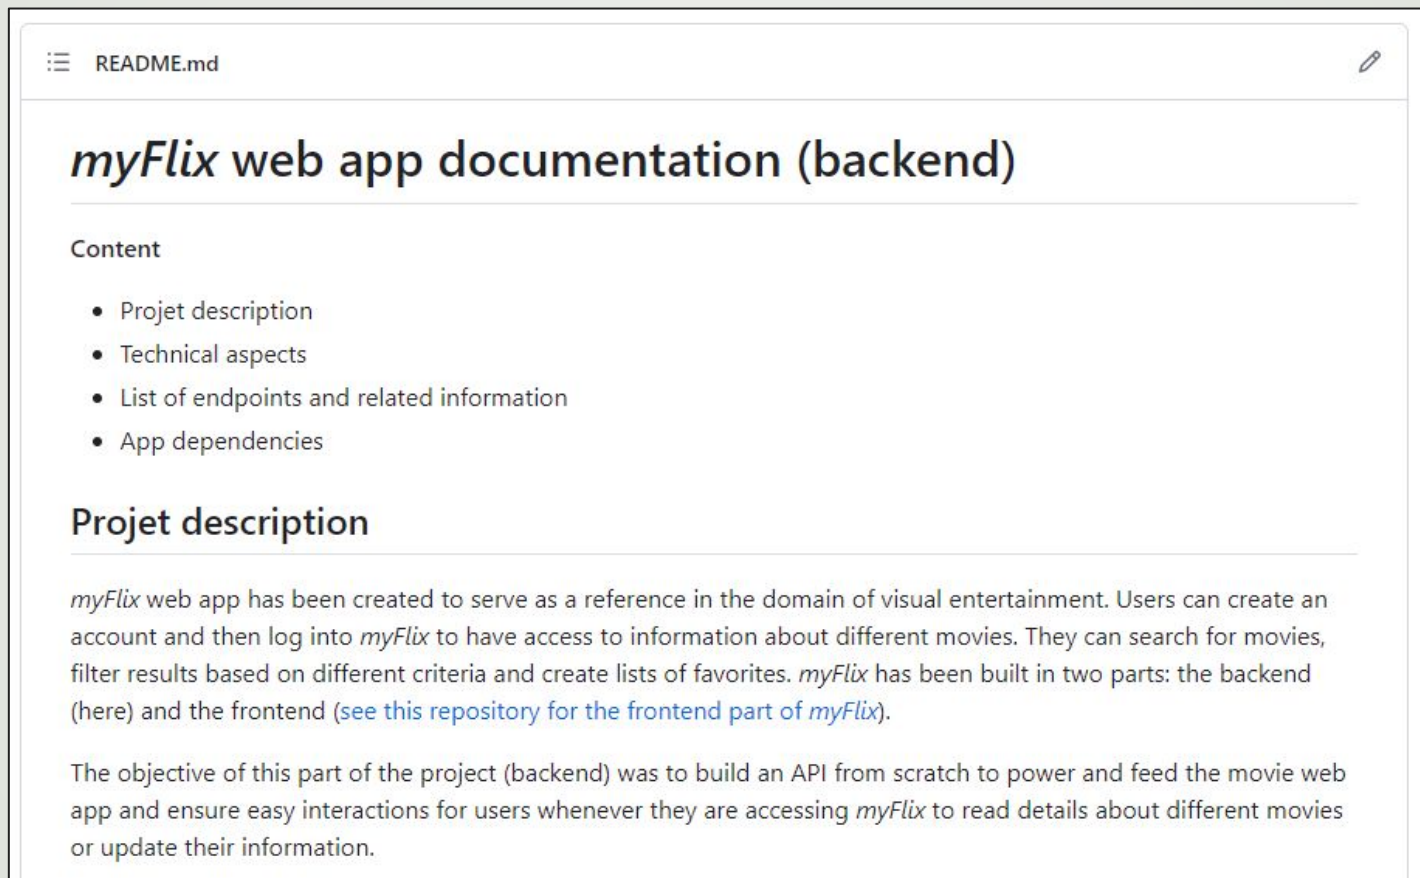 README.md
myFlix web app documentation (backend)
Content
Projet description
Technical aspects
List of endpoints and related information
App dependencies
Projet description
myFlix web app has been created to serve as a reference in the domain of visual entertainment. Users can create an
account and then log into myFlix to have access to information about different movies. They can search for movies,
filter results based on different criteria and create lists of favorites. myFlix has been built in two parts: the backend
(here) and the frontend (see this repository for the frontend part of myFlix).
The objective of this part of the project (backend) was to build an API from scratch to power and feed the movie web
app and ensure easy interactions for users whenever they are accessing myFlix to read details about different movies
or update their information.